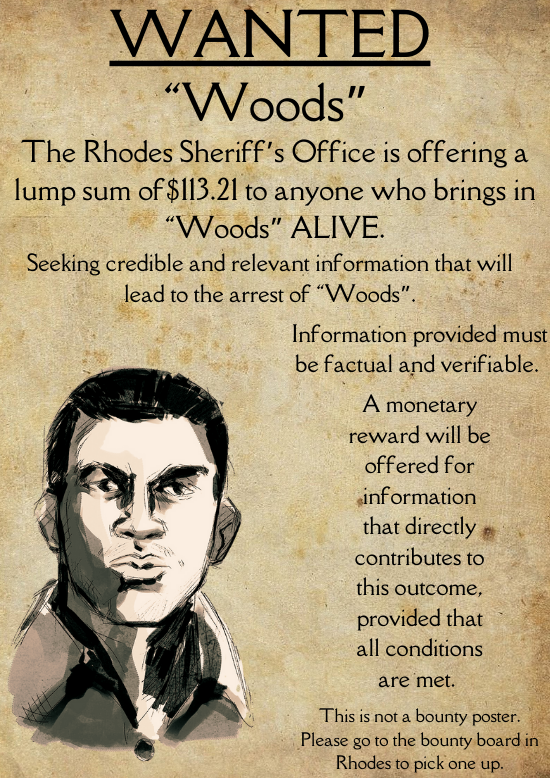 WANTED
“Woods”
The Rhodes Sheriff's Office is offering a
lump sum of $113.21 to anyone who brings in
“Woods” ALIVE.
Seeking credible and relevant information that will
lead to the arrest of “Woods”.
Information provided must
be factual and verifiable.
A monetary
reward will be
offered for
information
that directly
contributes to
this outcome,
provided that
all conditions
are met.
This is not a bounty poster.
Please go to the bounty board in
Rhodes to pick one up.